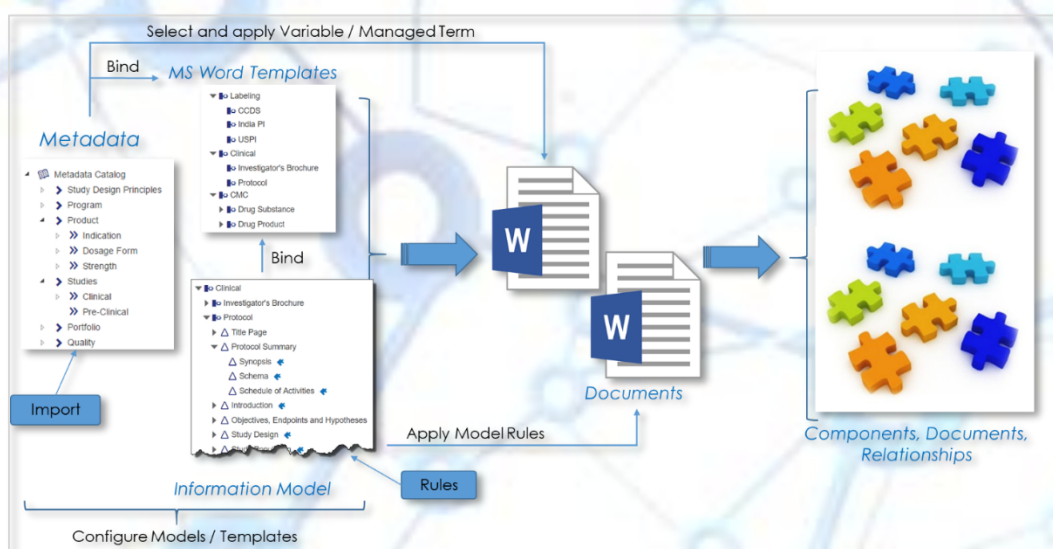 Select and apply Variable / Managed Term
Bind
MS Word Templates
Labeling
CCDS
India PI
USPI
Clinical
Investigator's Brochure
Protocol
CMC
Drug Substance
Drug Product
Metadata
Metadata Catalog
Study Design Principles
Program
Product
Indication
Dosage Form
Strength
Studies
Clinical
Pre-Clinical
Portfolio
Quality
Import
Bind
Clinical
Investigator's Brochure
Protocol
Title Page
Protocol Summary
Synopsis
Schema
Schedule of Activities
Introduction
Objectives, Endpoints and Hypotheses
Study Design
Information Model
Rules
Configure Models / Templates
W
W
Documents
Apply Model Rules
Components, Documents,
Relationships